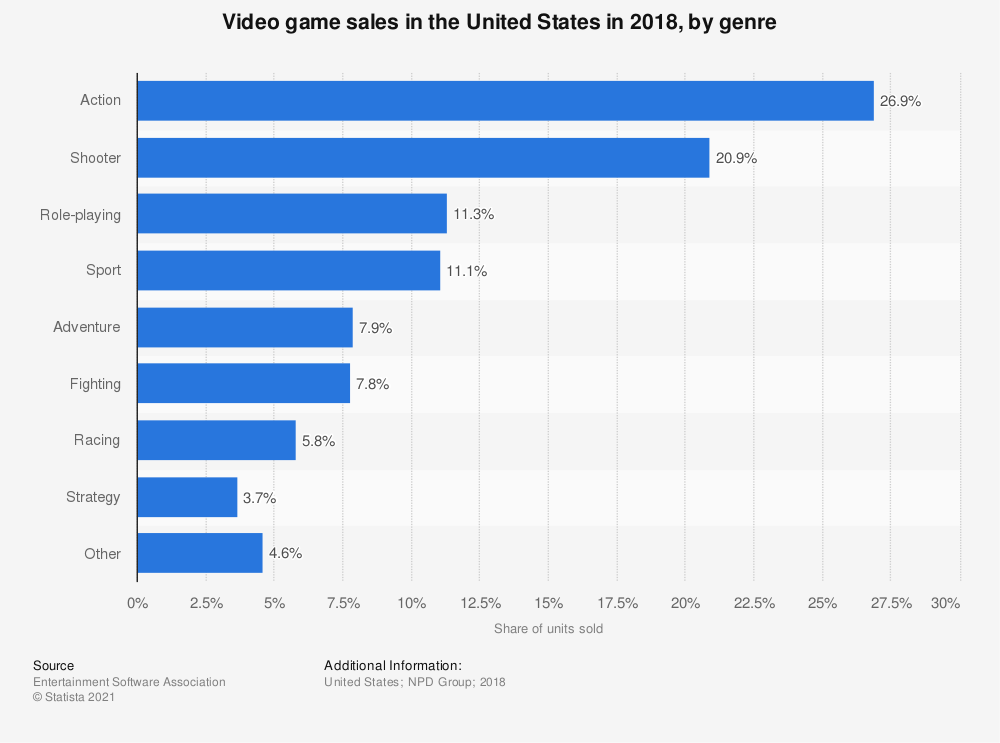 Video game sales in the United States in 2018, by genre
Action 26.9%
Shooter 20.9%
Role-playing 11.3%
Sport 11.1%
Adventure 7.9%
Fighting 7.8%
Racing 5.8%
Strategy 3.7%
Other 4.6%
0% 2.5% 5% 7.5% 10% 12.5% 15% 17.5% 20% 22.5% 25% 27.5% 30%
Share of units sold
Source
Entertainment Software Association
© Statista 2021
Additional Information:
United States; NPD Group; 2018